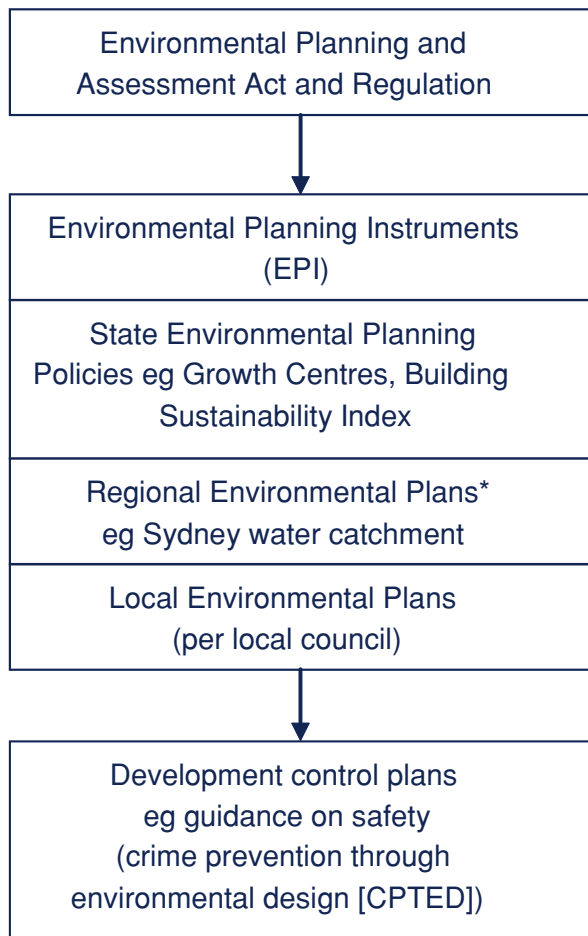 Environmental Planning and
Assessment Act and Regulation
Environmental Planning Instruments
(EPI)
State Environmental Planning
Policies eg Growth Centres, Building
Sustainability Index
Regional Environmental Plans*
eg Sydney water catchment
Local Environmental Plans
(per local council)
Development control plans
eg guidance on safety
(crime prevention through
environmental design [CPTED])